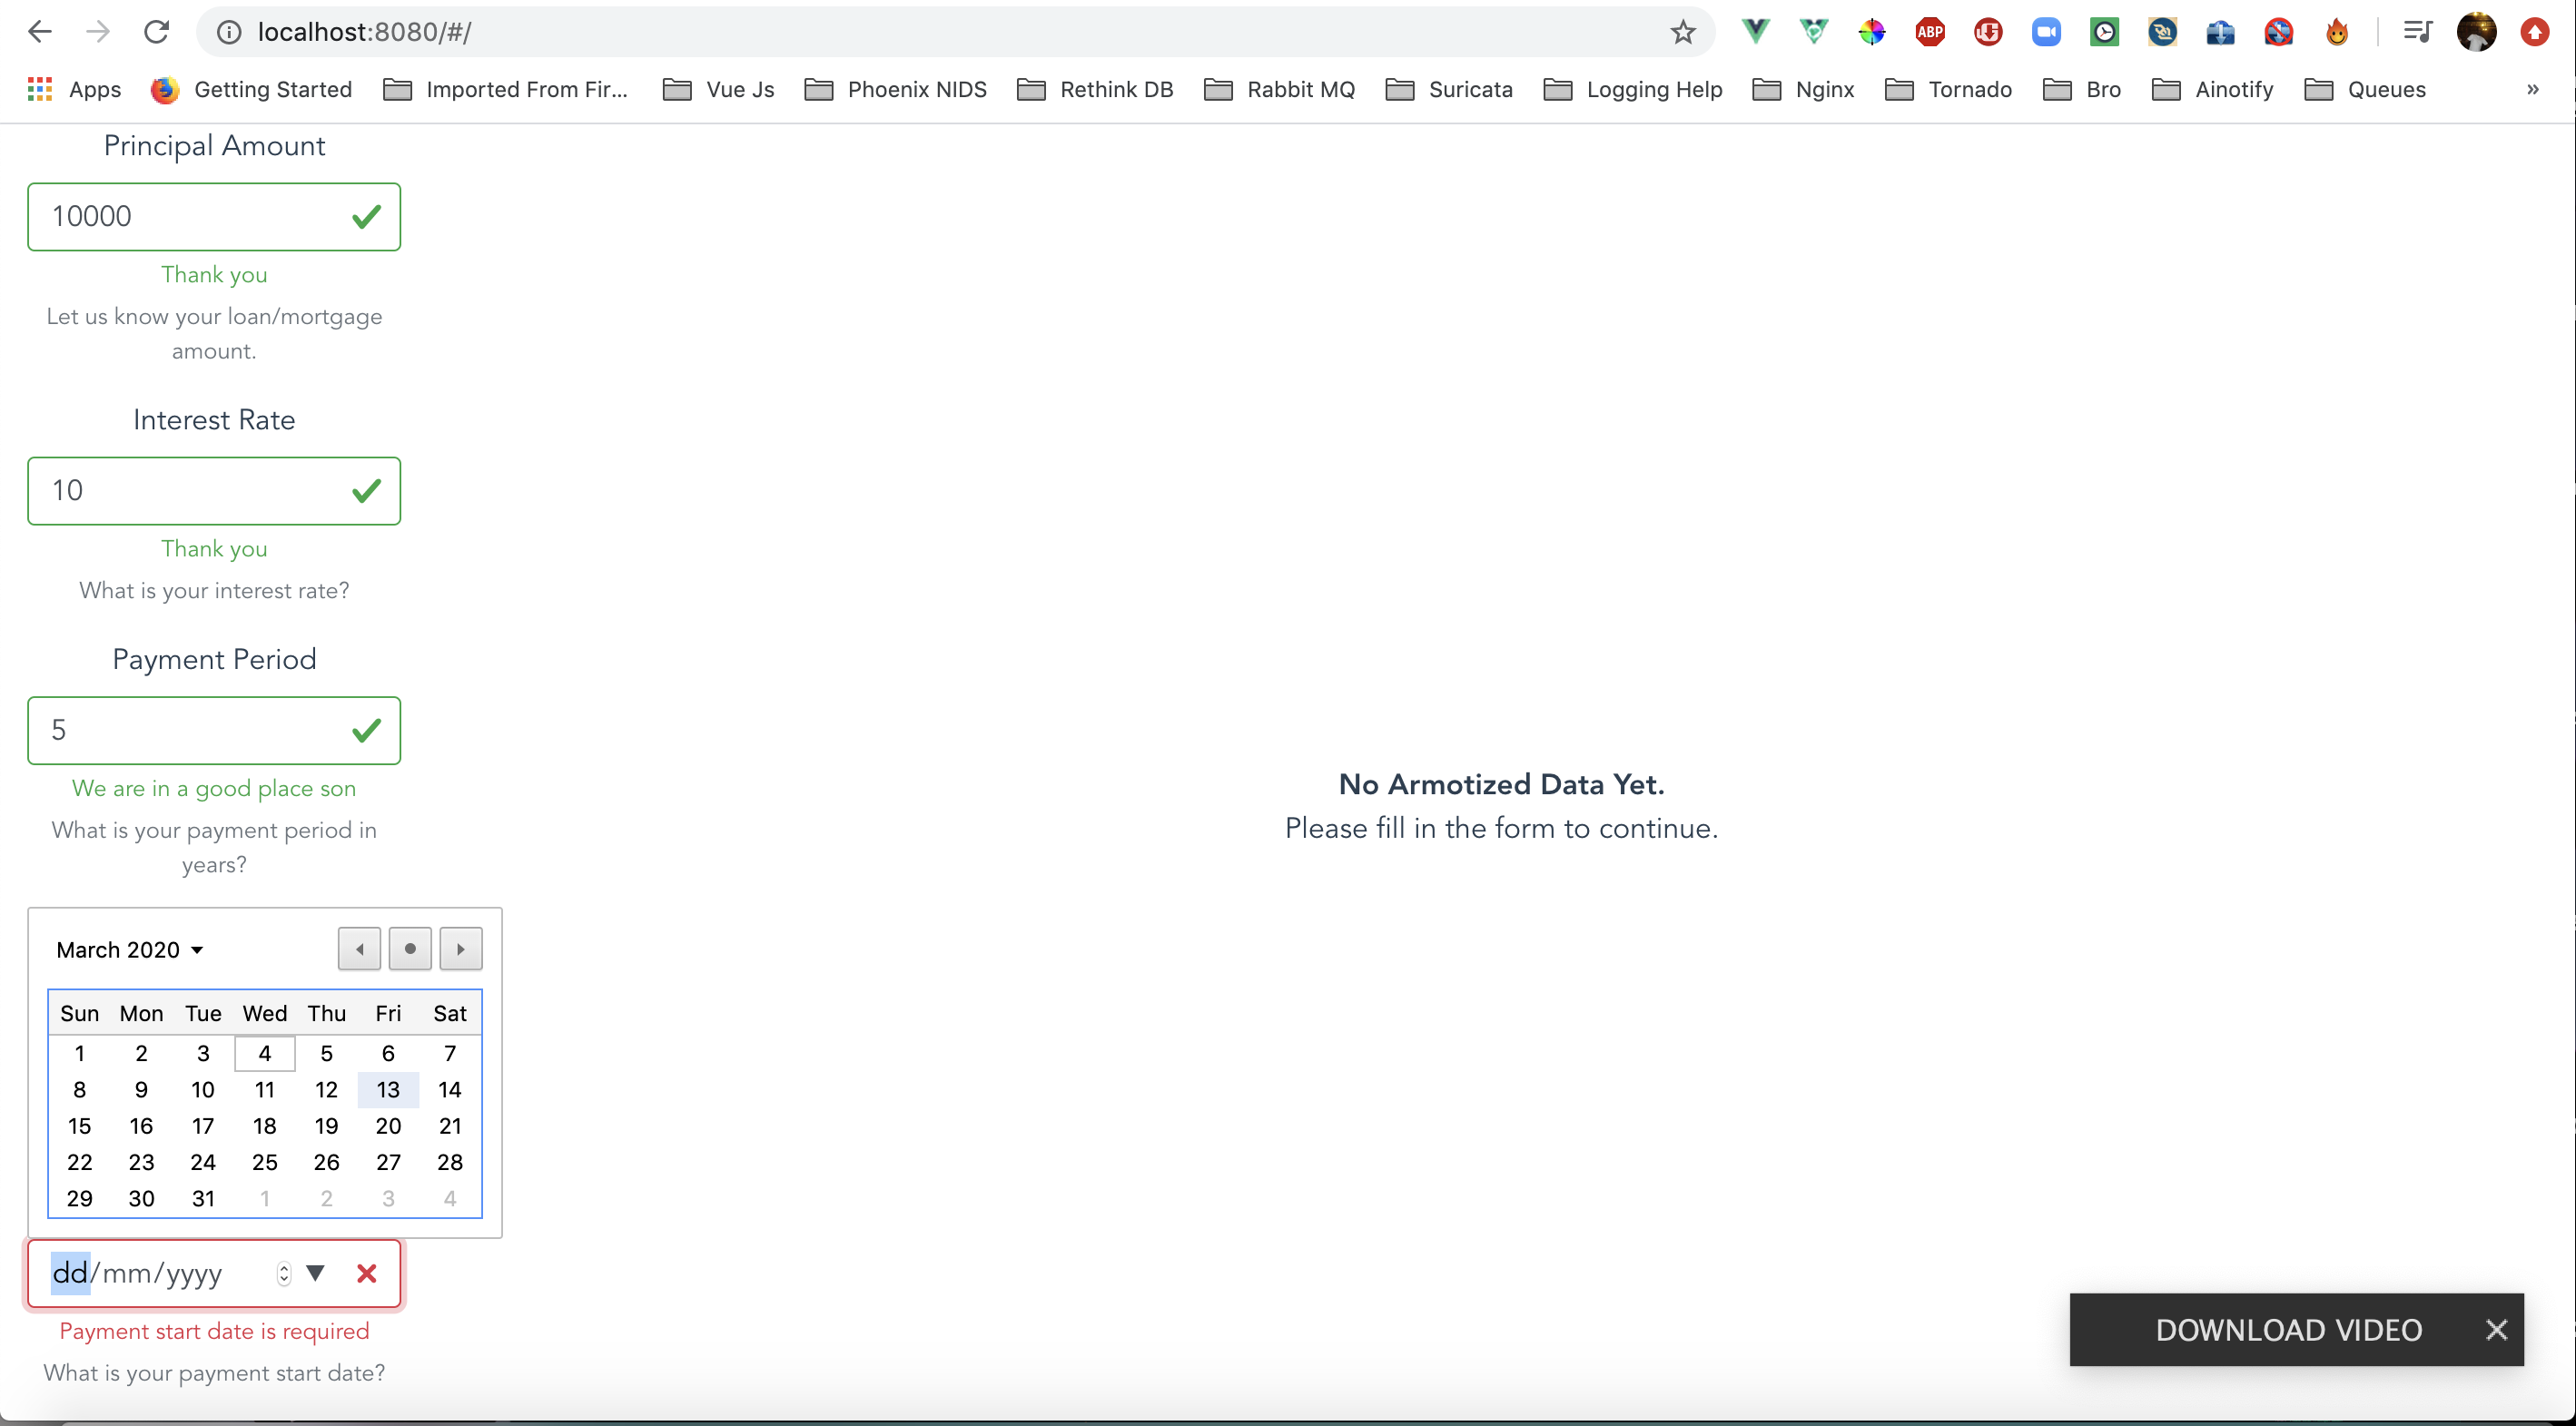 localhost:8080/#/
ABP
Apps Getting Started Imported From Fir... Vue Js Phoenix NIDS Rethink DB Rabbit MQ Suricata Logging Help Nginx Tornado Bro Ainotify Queues »
Principal Amount
10000
Thank you
Let us know your loan/mortgage
amount.
Interest Rate
10
Thank you
What is your interest rate?
Payment Period
5
We are in a good place son
What is your payment period in
years?
March 2020
Sun Mon Tue Wed Thu Fri Sat
1 2 3 4 5 6 7
8 9 10 11 12 13 14
15 16 17 18 19 20 21
22 23 24 25 26 27 28
29 30 31 1 2 3 4
dd/mm/yyyy
Payment start date is required
What is your payment start date?
No Armotized Data Yet.
Please fill in the form to continue.
DOWNLOAD VIDEO